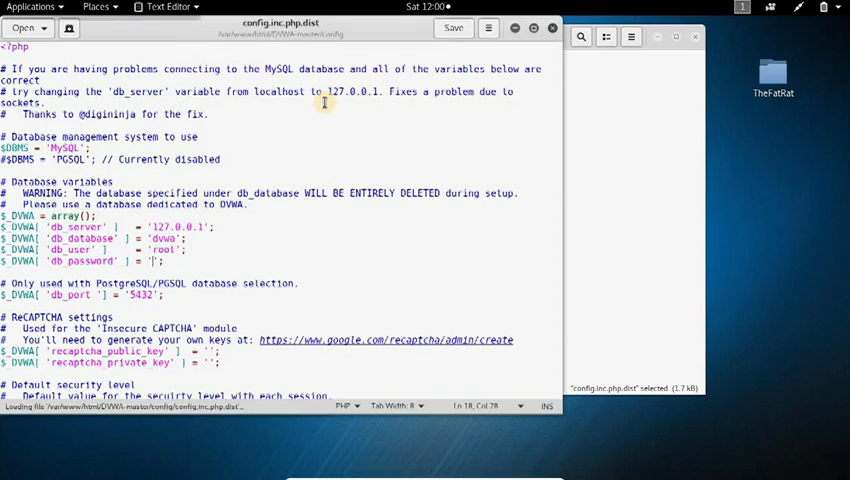 Applications Places Text Editor Sat 12:00 1
Open config.inc.php.dist Save
/var/www/html/DVWA-master/config
<?php
# If you are having problems connecting to the MySQL database and all of the variables below are
correct
# try changing the 'db_server' variable from localhost to 127.0.0.1. Fixes a problem due to
sockets.
#   Thanks to @digininja for the fix.
# Database management system to use
$DBMS = 'MySQL';
#$DBMS = 'PGSQL'; // Currently disabled
# Database variables
#   WARNING: The database specified under db_database WILL BE ENTIRELY DELETED during setup.
#   Please use a database dedicated to DVWA.
$_DVWA = array();
$_DVWA[ 'db_server' ]   = '127.0.0.1';
$_DVWA[ 'db_database' ] = 'dvwa';
$_DVWA[ 'db_user' ]     = 'root';
$_DVWA[ 'db_password' ] = '';
# Only used with PostgreSQL/PGSQL database selection.
$_DVWA[ 'db_port '] = '5432';
# ReCAPTCHA settings
#   Used for the 'Insecure CAPTCHA' module
#   You'll need to generate your own keys at: https://www.google.com/recaptcha/admin/create
$_DVWA[ 'recaptcha_public_key' ]  = '';
$_DVWA[ 'recaptcha_private_key' ] = '';
# Default security level
#   Default value for the secuirty level with each session.
Loading file '/var/www/html/DVWA-master/config/config.inc.php.dist'... PHP Tab Width: 8 Ln 18, Col 28 INS
"config.inc.php.dist" selected (1.7 kB)
TheFatRat